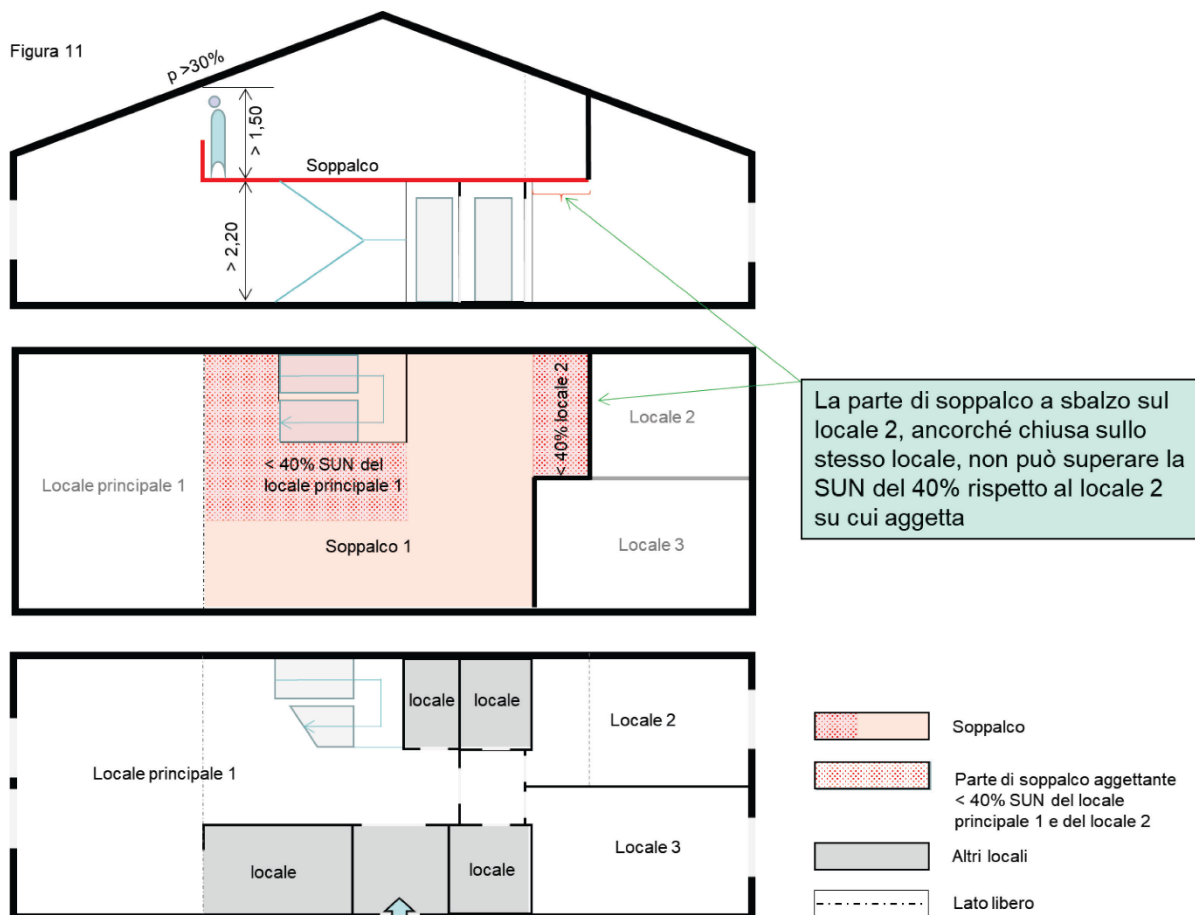 Figura 11
p >30%
> 1,50
Soppalco
> 2,20
< 40% locale 2
Locale 2
< 40% SUN del
locale principale 1
Locale principale 1
Soppalco 1
Locale 3
La parte di soppalco a sbalzo sul
locale 2, ancorché chiusa sullo
stesso locale, non può superare la
SUN del 40% rispetto al locale 2
su cui aggetta
locale
locale
Locale 2
Locale principale 1
Locale 3
locale
locale
Soppalco
Parte di soppalco aggettante
< 40% SUN del locale
principale 1 e del locale 2
Altri locali
Lato libero